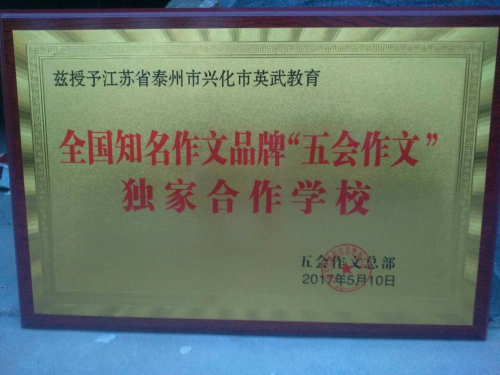 兹授予江苏省泰州市兴化市英武教育
全国知名作文品牌“五会作文”
独家合作学校
五会作文总部
2017年5月10日